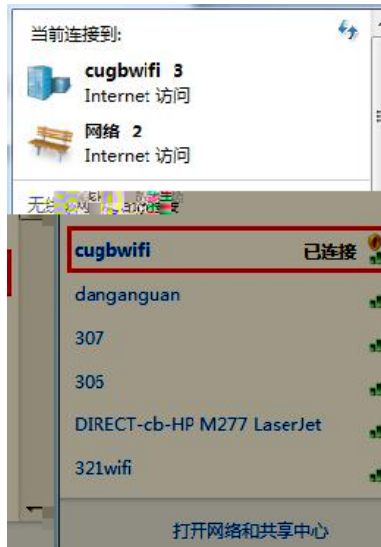 当前连接到:
cugbwifi 3
Internet 访问
网络 2
Internet 访问
cugbwifi 已连接
danganguan
307
306
DIRECT-cb-HP M277 LaserJet
321wifi
打开网络和共享中心